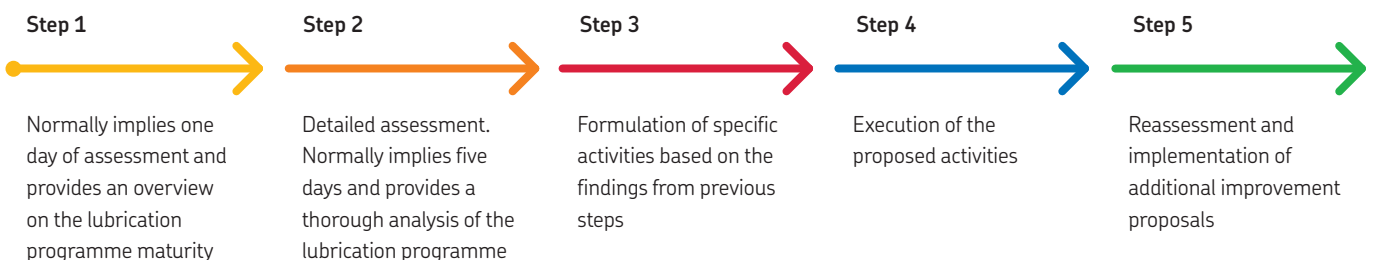 Step 1
Normally implies one
day of assessment and
provides an overview
on the lubrication
programme maturity
Step 2
Detailed assessment.
Normally implies five
days and provides a
thorough analysis of the
lubrication programme
Step 3
Formulation of specific
activities based on the
findings from previous
steps
Step 4
Execution of the
proposed activities
Step 5
Reassessment and
implementation of
additional improvement
proposals